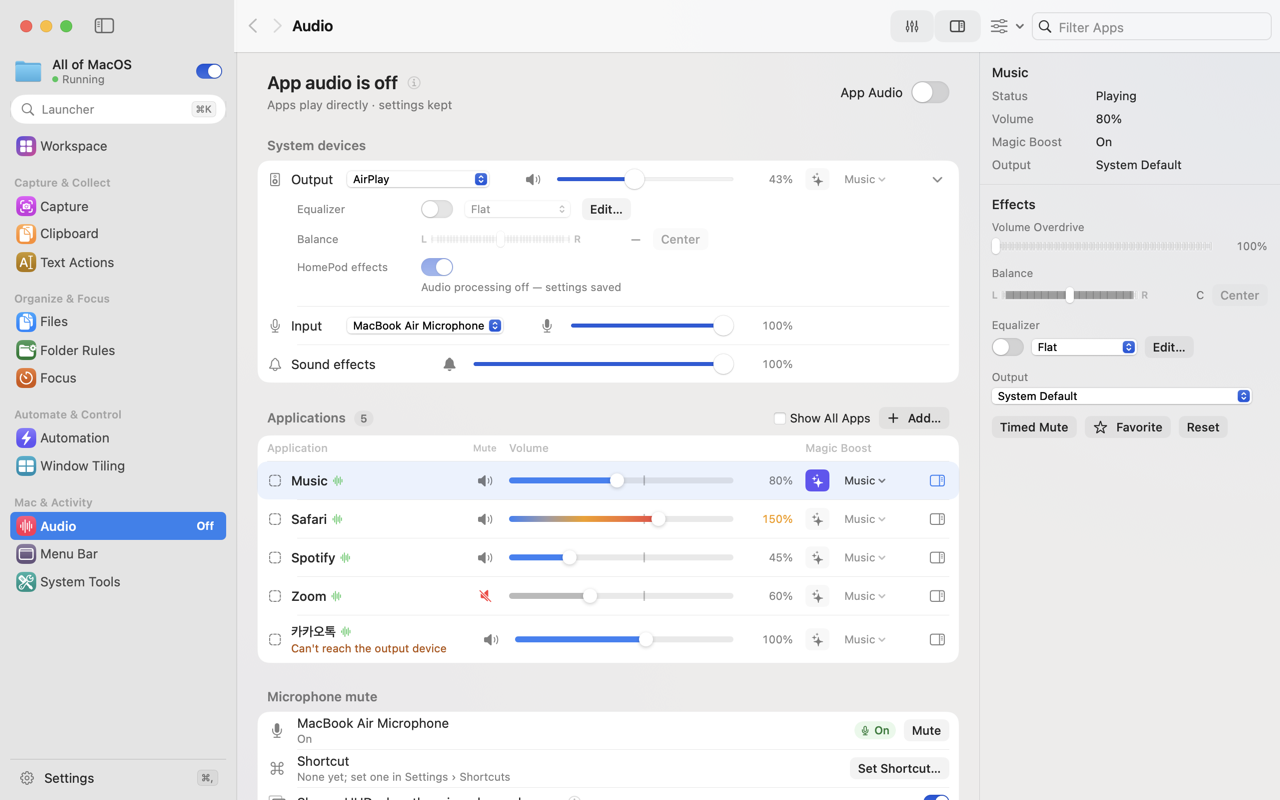 Audio
Filter Apps
All of MacOS
Running
Launcher
⌘K
Workspace
Capture & Collect
Capture
Clipboard
Text Actions
Organize & Focus
Files
Folder Rules
Focus
Automate & Control
Automation
Window Tiling
Mac & Activity
Audio Off
Menu Bar
System Tools
Settings
⌘,
App audio is off
Apps play directly · settings kept
App Audio
System devices
Output AirPlay 43% Music
Equalizer Flat Edit...
Balance L R — Center
HomePod effects
Audio processing off — settings saved
Input MacBook Air Microphone 100%
Sound effects 100%
Applications 5 Show All Apps + Add...
Application Mute Volume Magic Boost
Music 80% Music
Safari 150% Music
Spotify 45% Music
Zoom 60% Music
카카오톡 100% Music
Can't reach the output device
Microphone mute
MacBook Air Microphone
On
On Mute
Shortcut
None yet; set one in Settings › Shortcuts
Set Shortcut...
Music
Status Playing
Volume 80%
Magic Boost On
Output System Default
Effects
Volume Overdrive
100%
Balance
L R C Center
Equalizer
Flat Edit...
Output
System Default
Timed Mute Favorite Reset